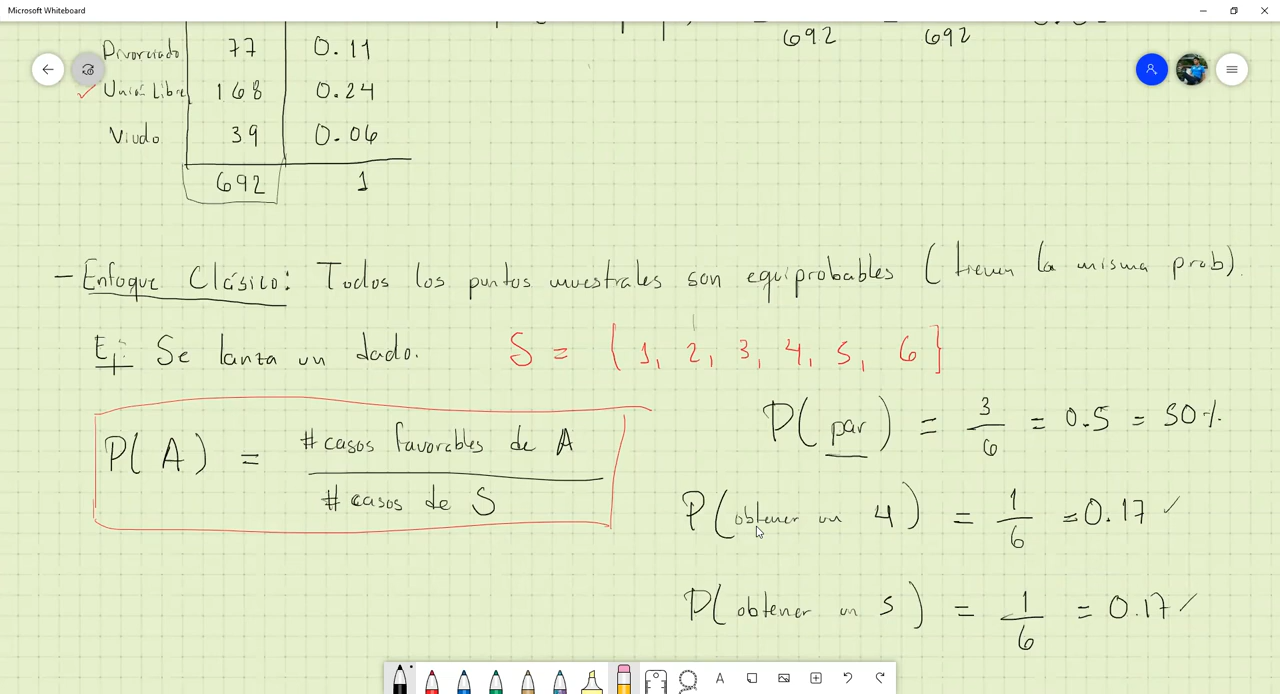 Microsoft Whiteboard
692 692
Divorciado 77 0.11
Unión Libre 168 0.24
Viudo 39 0.06
692 1
- Enfoque Clásico: Todos los puntos muestrales son equiprobables ( tienen la misma prob).
Ej: Se lanza un dado. S = { 1, 2, 3, 4, 5, 6 }
P( par ) = 3/6 = 0.5 = 50%
P( A ) = # casos favorables de A / # casos de S
P( obtener un 4 ) = 1/6 = 0.17 ✓
P( obtener un 5 ) = 1/6 = 0.17 ✓